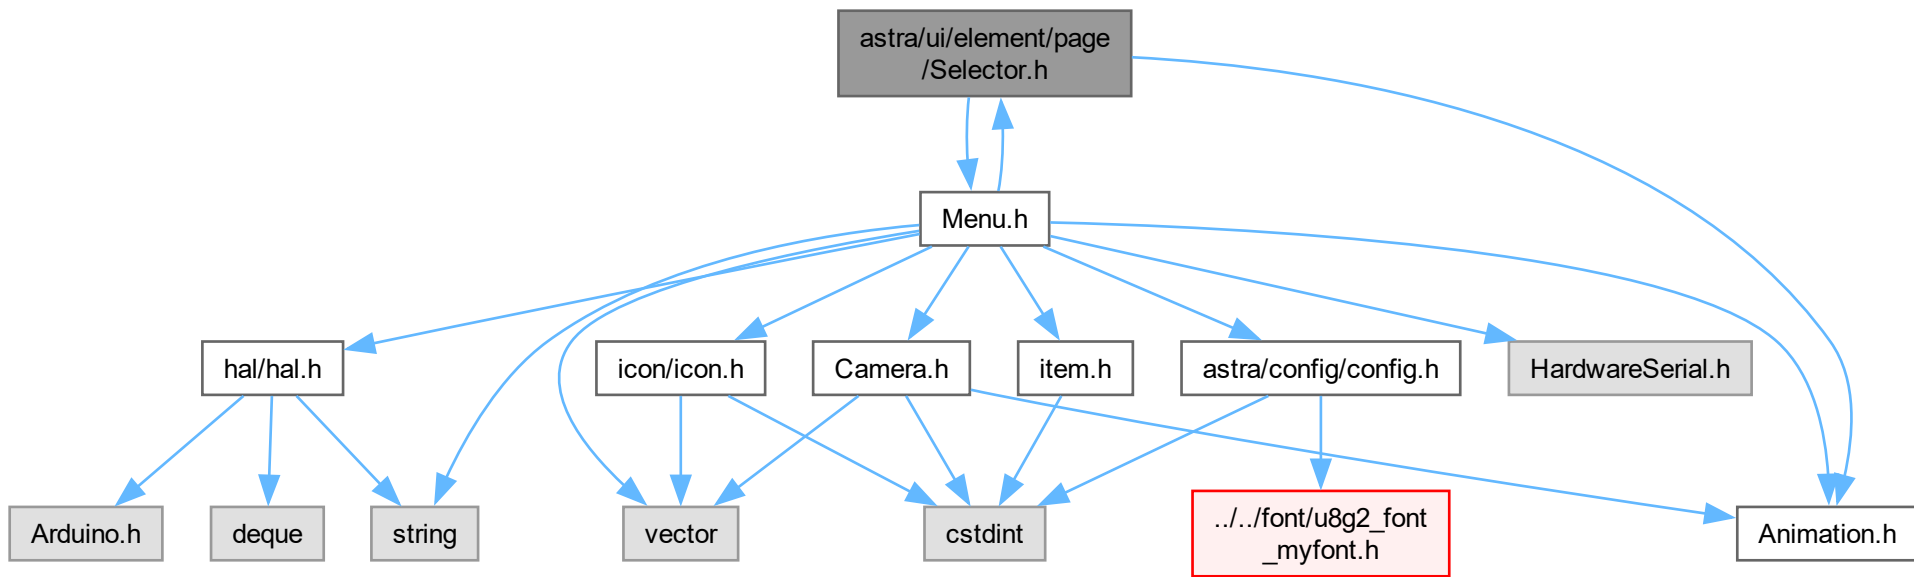 astra/ui/element/page
/Selector.h
Menu.h
hal/hal.h
icon/icon.h
Camera.h
item.h
astra/config/config.h
HardwareSerial.h
Arduino.h
deque
string
vector
cstdint
../../font/u8g2_font
_myfont.h
Animation.h